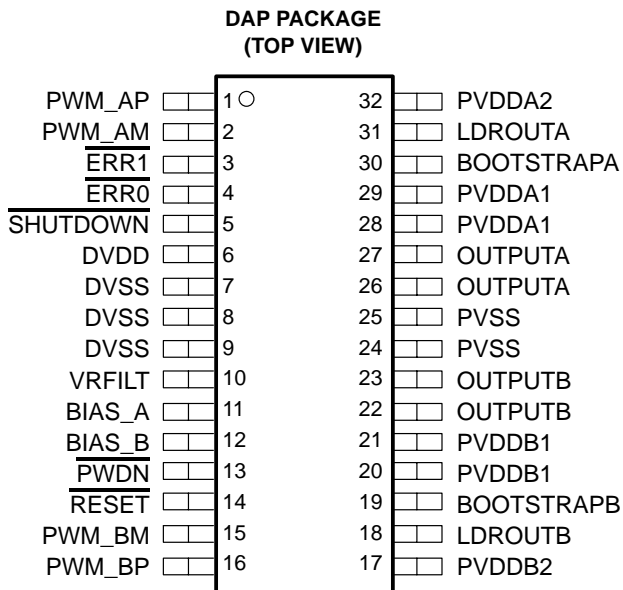 DAP PACKAGE
(TOP VIEW)
PWM_AP 1 32 PVDDA2
PWM_AM 2 31 LDROUTA
ERR1 3 30 BOOTSTRAPA
ERR0 4 29 PVDDA1
SHUTDOWN 5 28 PVDDA1
DVDD 6 27 OUTPUTA
DVSS 7 26 OUTPUTA
DVSS 8 25 PVSS
DVSS 9 24 PVSS
VRFILT 10 23 OUTPUTB
BIAS_A 11 22 OUTPUTB
BIAS_B 12 21 PVDDB1
PWDN 13 20 PVDDB1
RESET 14 19 BOOTSTRAPB
PWM_BM 15 18 LDROUTB
PWM_BP 16 17 PVDDB2